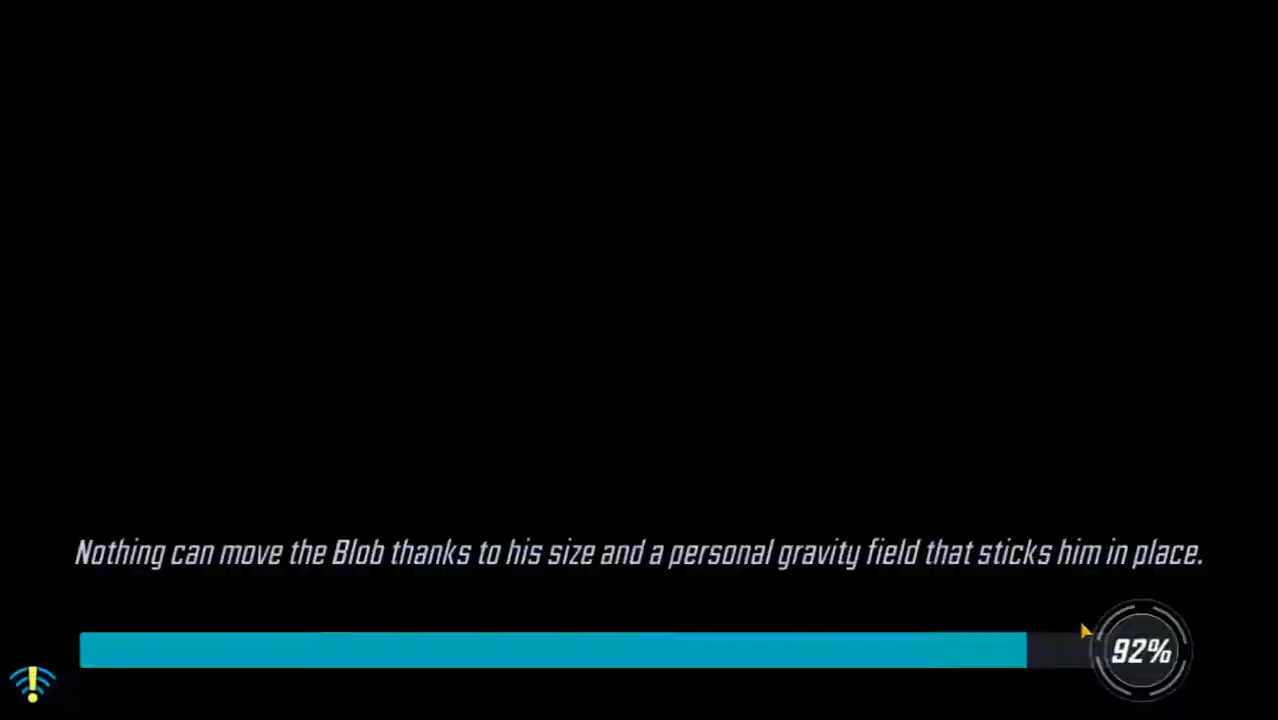 Nothing can move the Blob thanks to his size and a personal gravity field that sticks him in place.
92%